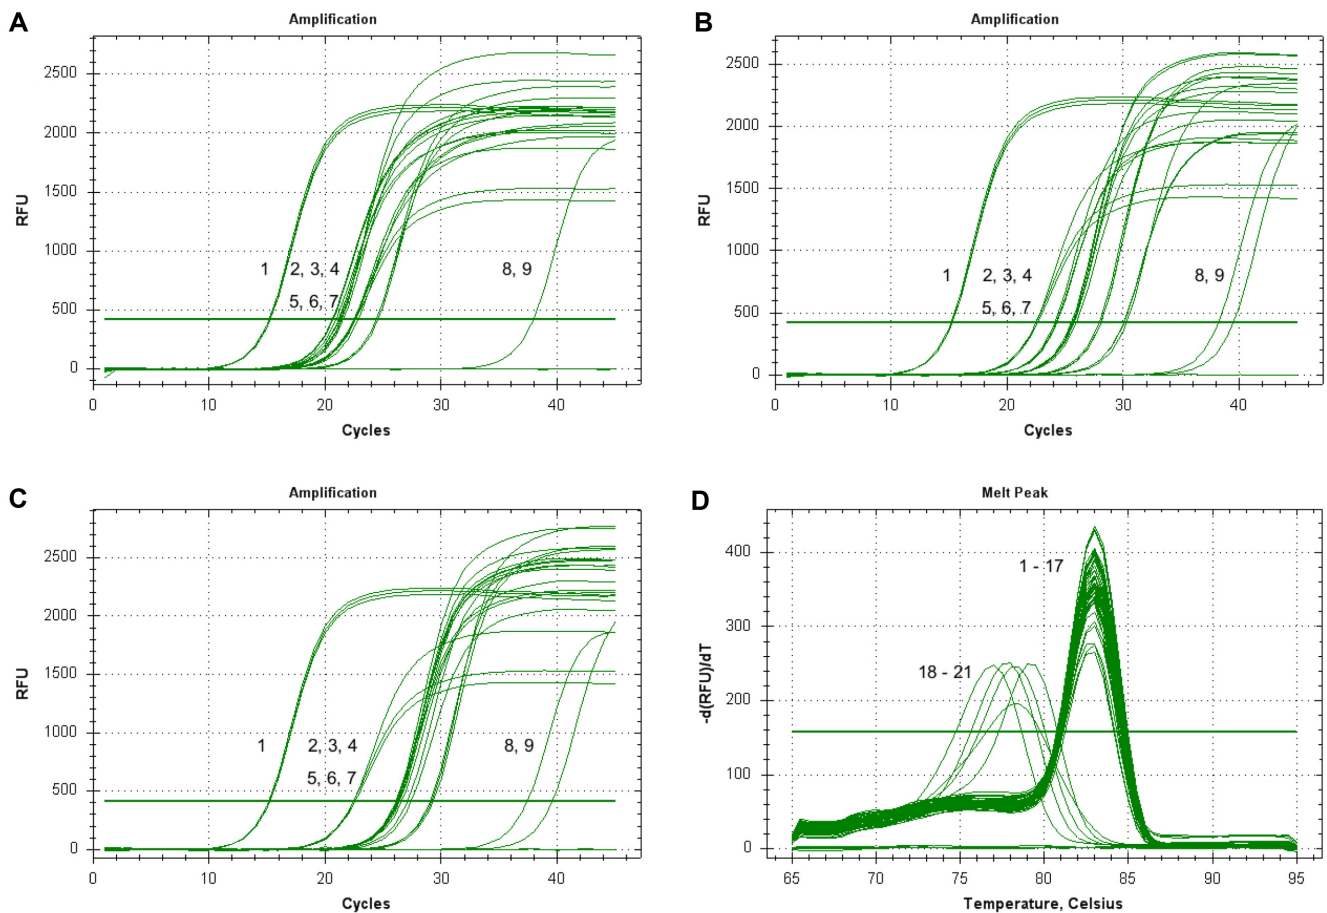 A
Amplification
2500
2000
1500
1000
500
0
RFU
1
2, 3, 4
5, 6, 7
8, 9
0
10
20
30
40
Cycles
B
Amplification
2500
2000
1500
1000
500
0
RFU
1
2, 3, 4
5, 6, 7
8, 9
0
10
20
30
40
Cycles
C
Amplification
2500
2000
1500
1000
500
0
RFU
1
2, 3, 4
5, 6, 7
8, 9
0
10
20
30
40
Cycles
D
Melt Peak
400
300
200
100
0
-d(RFU)/dT
1 - 17
18 - 21
65
70
75
80
85
90
95
Temperature, Celsius